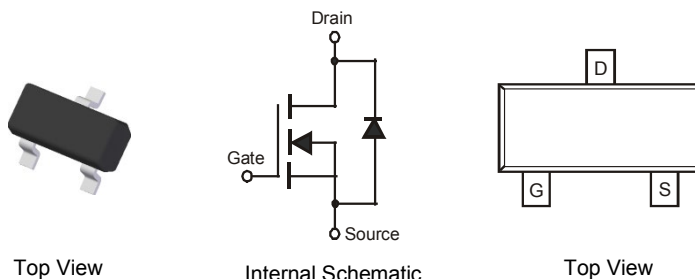 Drain
D
Gate
G
S
Source
Top View
Internal Schematic
Top View